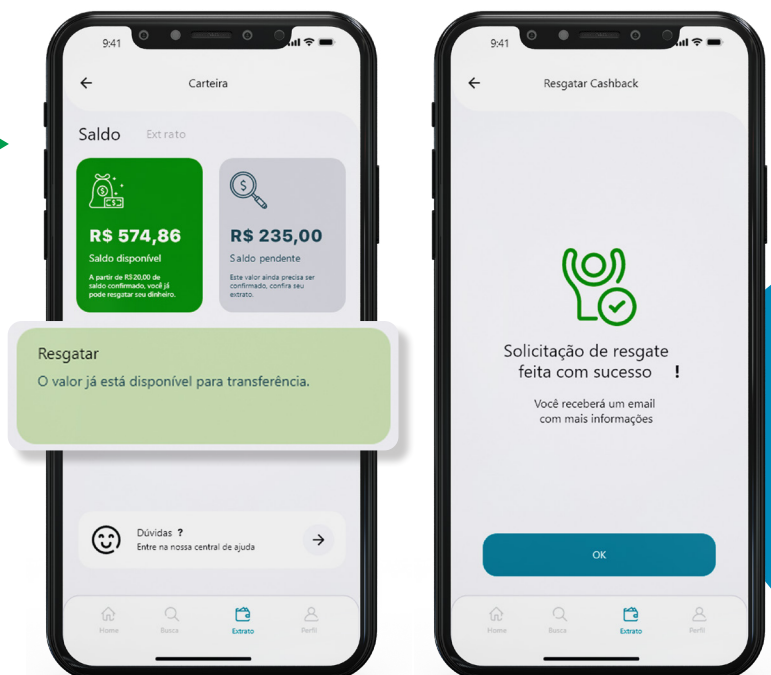 9:41
Carteira
Saldo
Extrato
R$ 574,86
Saldo disponível
A partir de R$20,00 de
saldo confirmado, você já
pode resgatar seu dinheiro.
R$ 235,00
Saldo pendente
Este valor ainda precisa ser
confirmado, confira seu
extrato.
Resgatar
O valor já está disponível para transferência.
Dúvidas ?
Entre na nossa central de ajuda
Home
Busca
Extrato
Perfil
9:41
Resgatar Cashback
Solicitação de resgate
feita com sucesso !
Você receberá um email
com mais informações
OK
Home
Busca
Extrato
Perfil